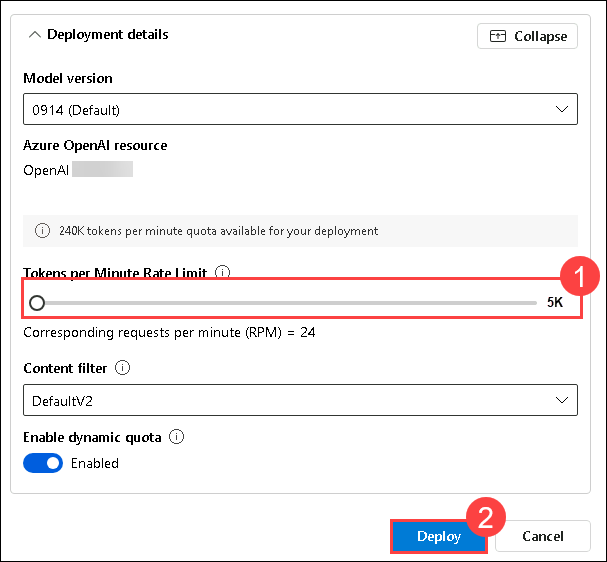 Deployment details
Collapse
Model version
0914 (Default)
Azure OpenAI resource
OpenAI
240K tokens per minute quota available for your deployment
Tokens per Minute Rate Limit
1
5K
Corresponding requests per minute (RPM) = 24
Content filter
DefaultV2
Enable dynamic quota
Enabled
2
Deploy
Cancel